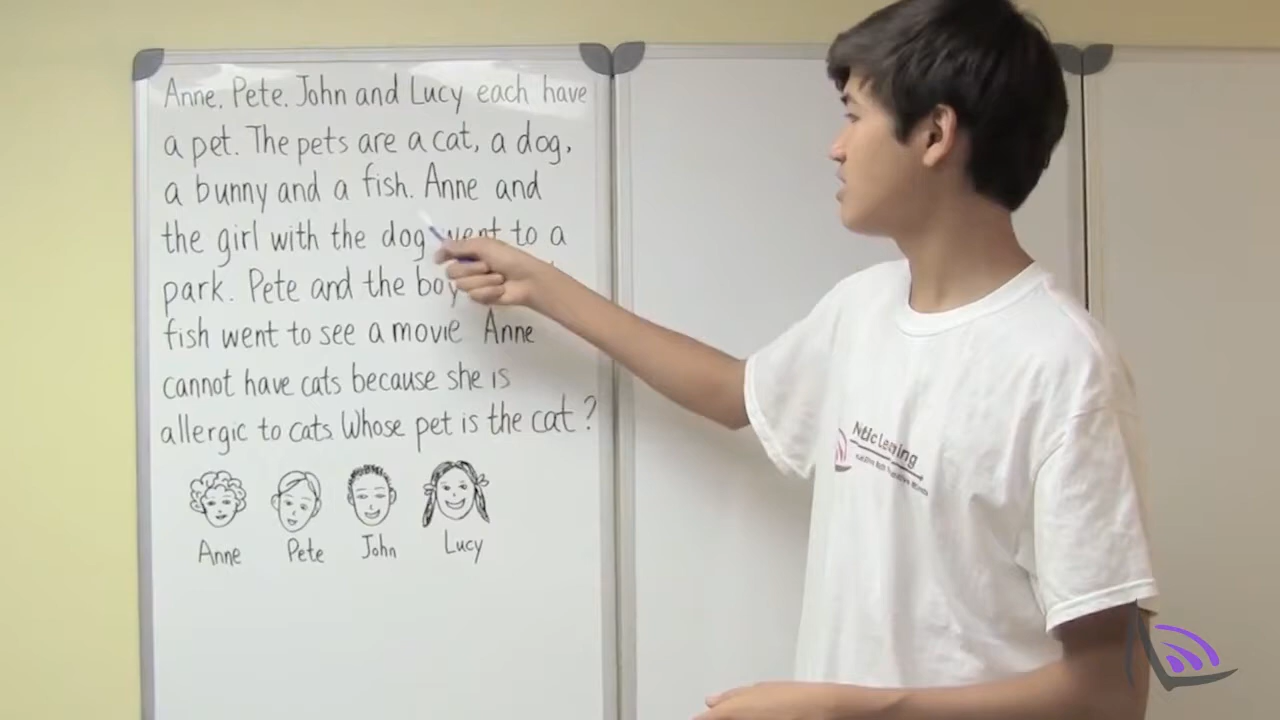 Anne, Pete, John and Lucy each have
a pet. The pets are a cat, a dog,
a bunny and a fish. Anne and
the girl with the dog went to a
park. Pete and the boy
fish went to see a movie Anne
cannot have cats because she is
allergic to cats. Whose pet is the cat?
Anne Pete John Lucy
Learning